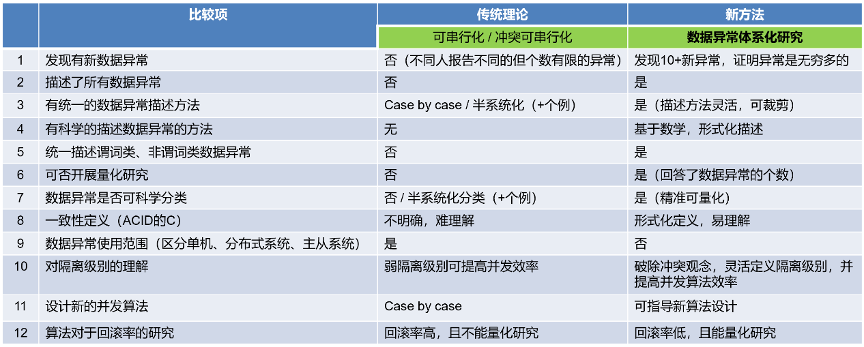 比较项 传统理论 新方法
可串行化 / 冲突可串行化 数据异常体系化研究
1 发现有新数据异常 否（不同人报告不同的但个数有限的异常） 发现10+新异常，证明异常是无穷多的
2 描述了所有数据异常 否 是
3 有统一的数据异常描述方法 Case by case / 半系统化（+个例） 是（描述方法灵活，可裁剪）
4 有科学的描述数据异常的方法 无 基于数学，形式化描述
5 统一描述谓词类、非谓词类数据异常 否 是
6 可否开展量化研究 否 是（回答了数据异常的个数）
7 数据异常是否可科学分类 否 / 半系统化分类（+个例） 是（精准可量化）
8 一致性定义（ACID的C） 不明确，难理解 形式化定义，易理解
9 数据异常使用范围（区分单机、分布式系统、主从系统） 是 否
10 对隔离级别的理解 弱隔离级别可提高并发效率 破除冲突观念，灵活定义隔离级别，并
提高并发算法效率
11 设计新的并发算法 Case by case 可指导新算法设计
12 算法对于回滚率的研究 回滚率高，且不能量化研究 回滚率低，且能量化研究